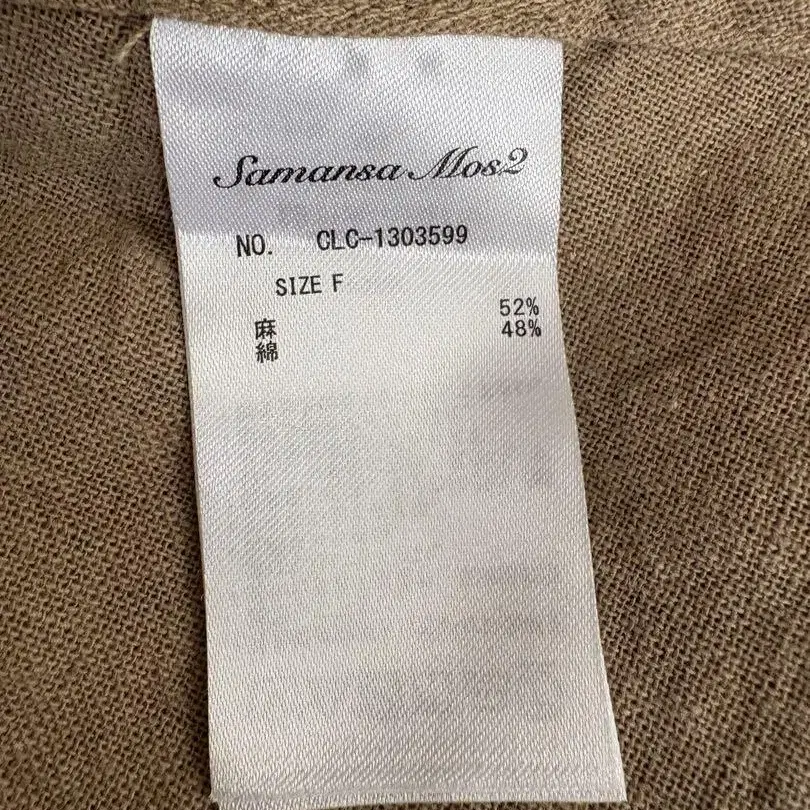 Samansa Mos2
NO. CLC-1303599
SIZE F
麻 52%
綿 48%